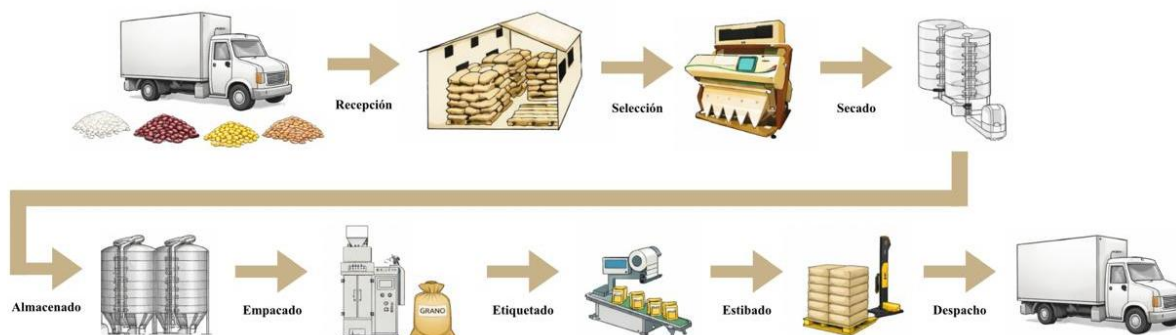 Recepción
Selección
Secado
Almacenado
Empacado
GRANO
Etiquetado
Estibado
Despacho